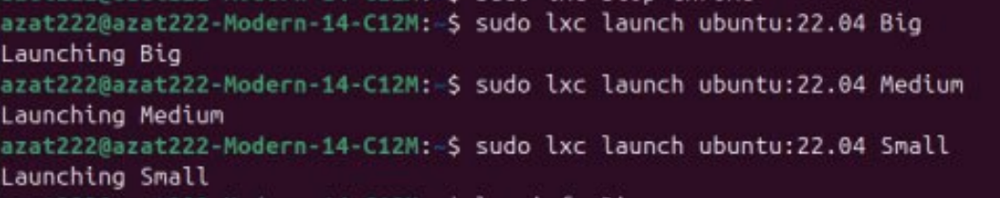 azat222@azat222-Modern-14-C12M:~$ sudo lxc launch ubuntu:22.04 Big
Launching Big
azat222@azat222-Modern-14-C12M:~$ sudo lxc launch ubuntu:22.04 Medium
Launching Medium
azat222@azat222-Modern-14-C12M:~$ sudo lxc launch ubuntu:22.04 Small
Launching Small